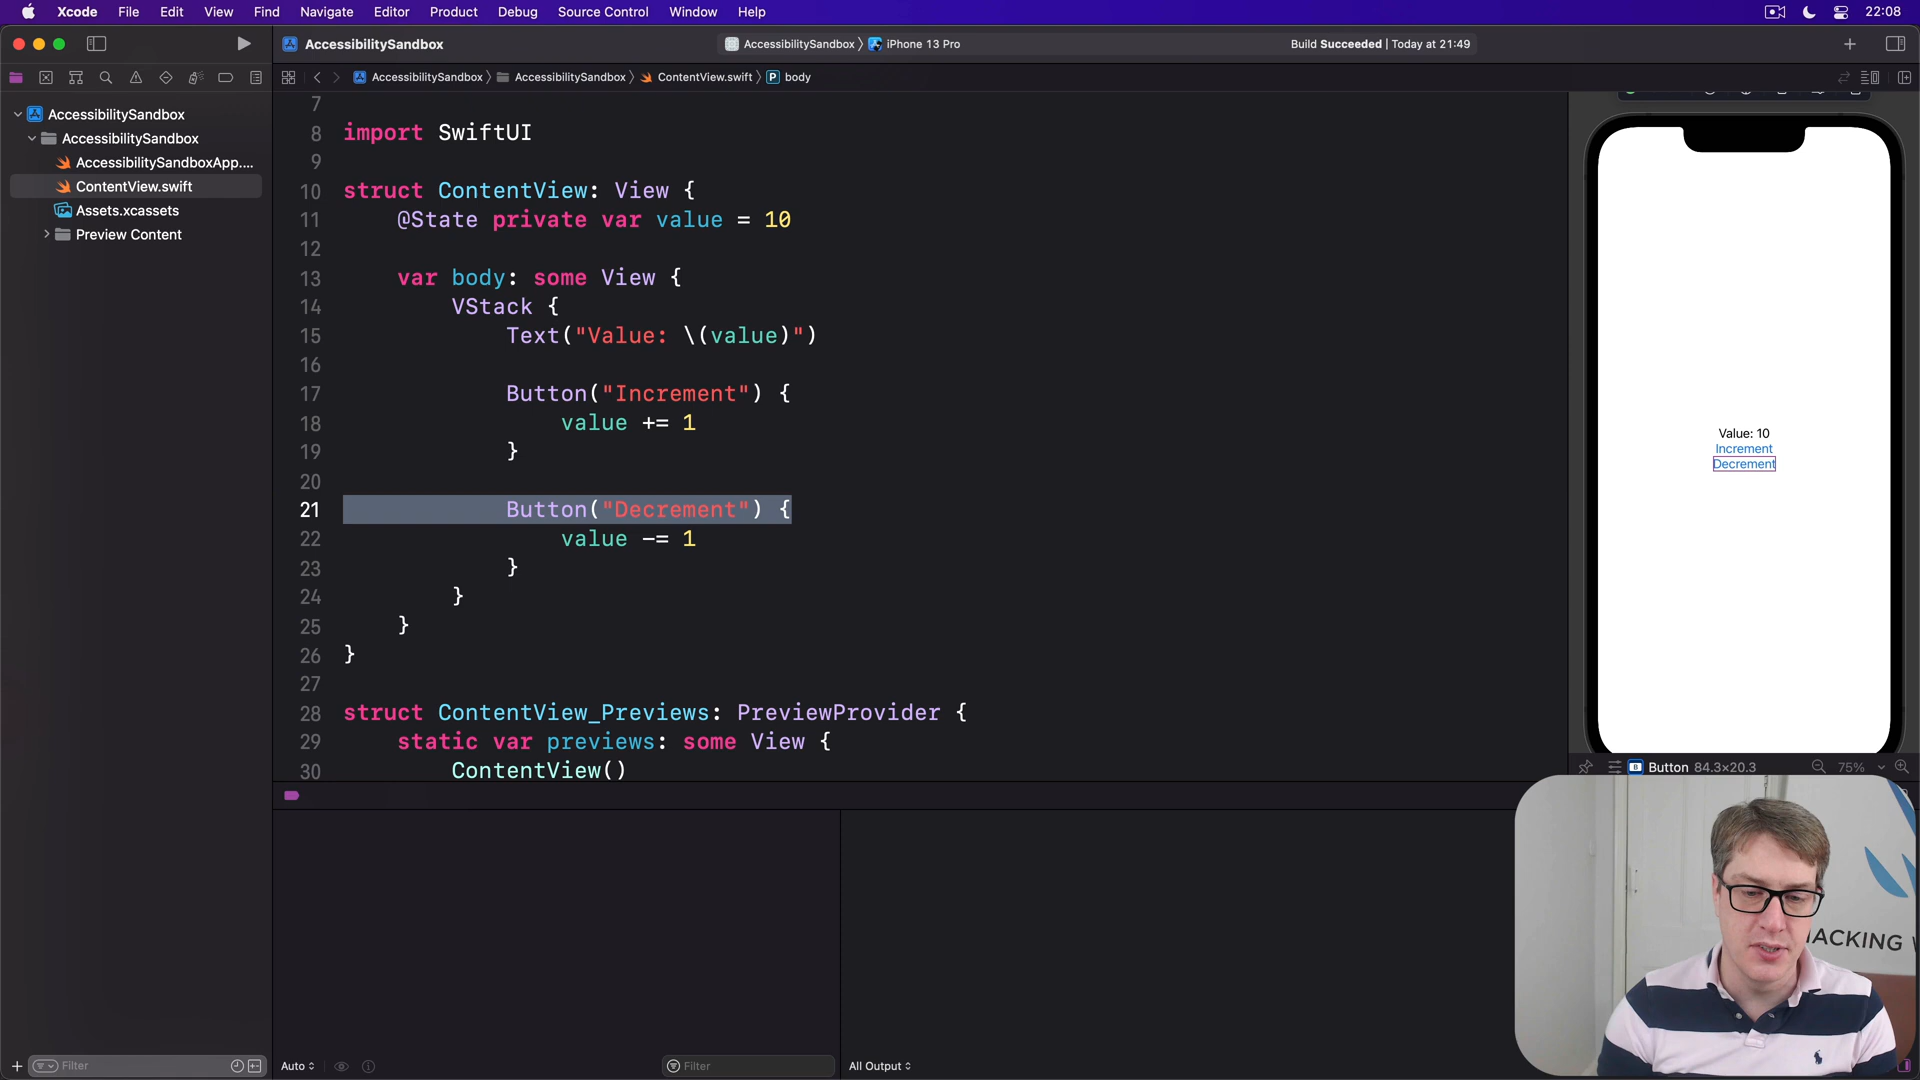 Xcode File Edit View Find Navigate Editor Product Debug Source Control Window Help 22:08
AccessibilitySandbox
AccessibilitySandbox 〉 iPhone 13 Pro
Build Succeeded | Today at 21:49
AccessibilitySandbox 〉 AccessibilitySandbox 〉 ContentView.swift 〉 P body
AccessibilitySandbox
AccessibilitySandbox
AccessibilitySandboxApp....
ContentView.swift
Assets.xcassets
Preview Content
7
8 import SwiftUI
9
10 struct ContentView: View {
11 @State private var value = 10
12
13 var body: some View {
14 VStack {
15 Text("Value: \(value)")
16
17 Button("Increment") {
18 value += 1
19 }
20
21 Button("Decrement") {
22 value -= 1
23 }
24 }
25 }
26 }
27
28 struct ContentView_Previews: PreviewProvider {
29 static var previews: some View {
30 ContentView()
Value: 10
Increment
Decrement
Button 84.3×20.3 75%
HACKING
Filter
Auto
Filter
All Output